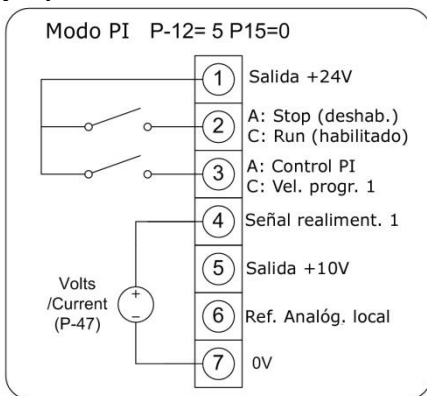 Modo PI P-12= 5 P15=0
1 Salida +24V
2 A: Stop (deshab.)
C: Run (habilitado)
3 A: Control PI
C: Vel. progr. 1
4 Señal realiment. 1
5 Salida +10V
6 Ref. Analóg. local
7 0V
Volts
/Current
(P-47)
+
−